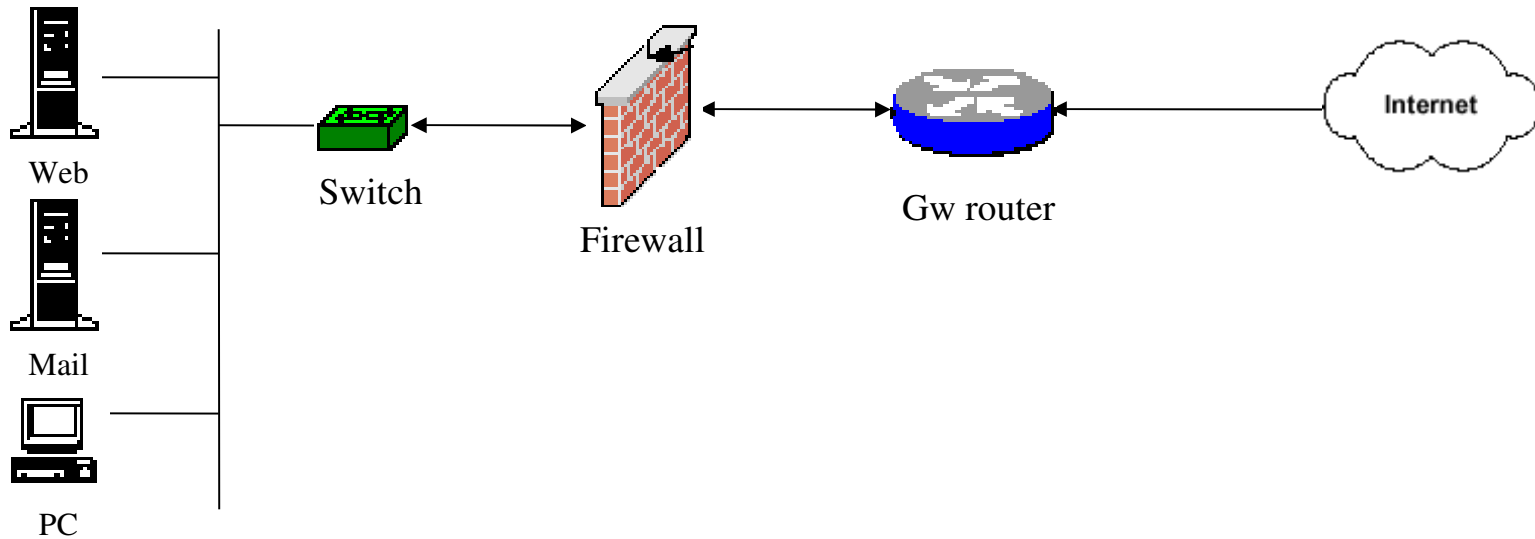 Web
Switch
Firewall
Gw router
Internet
Mail
PC